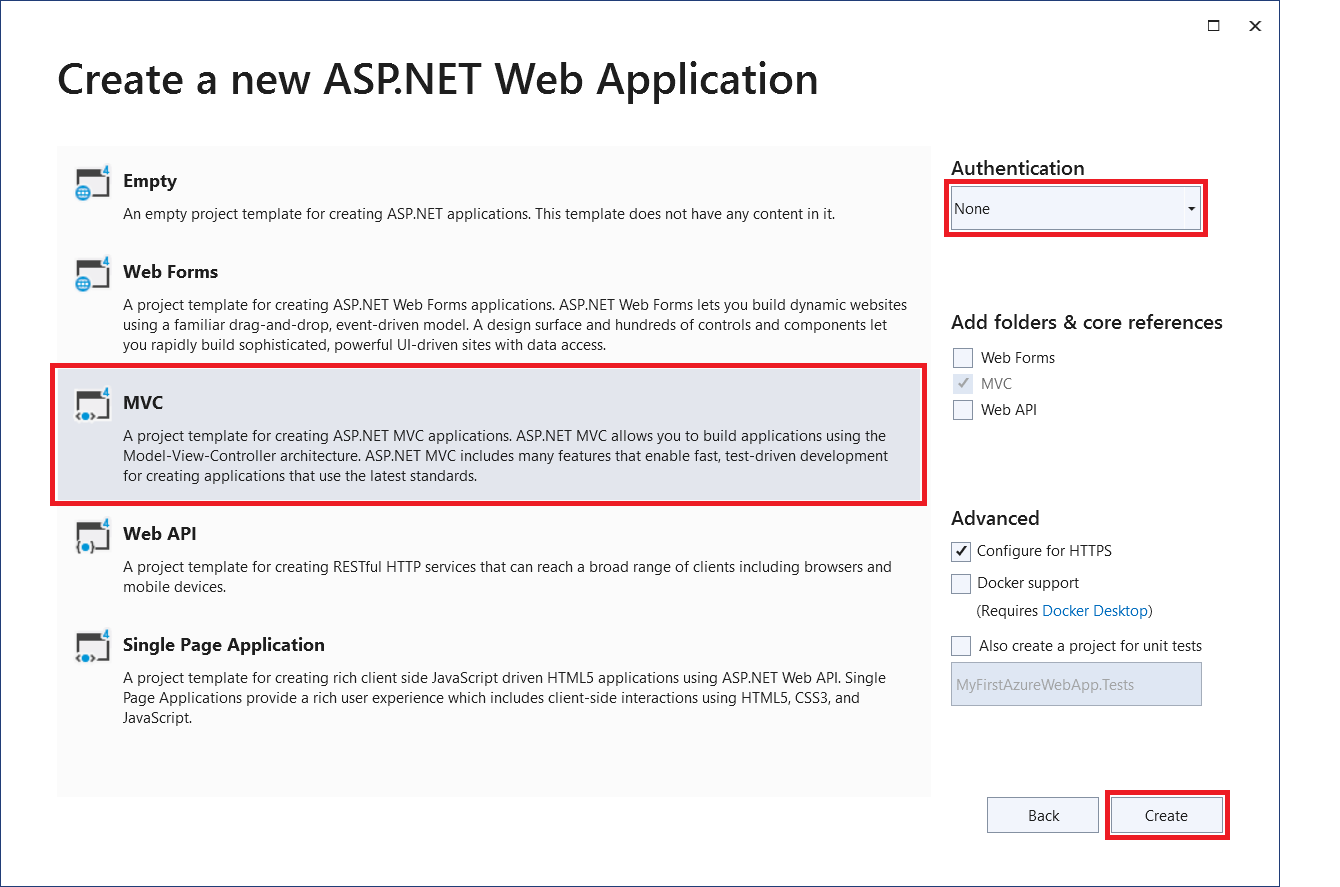 Create a new ASP.NET Web Application
4
Empty
An empty project template for creating ASP.NET applications. This template does not have any content in it.
4
Web Forms
A project template for creating ASP.NET Web Forms applications. ASP.NET Web Forms lets you build dynamic websites
using a familiar drag-and-drop, event-driven model. A design surface and hundreds of controls and components let
you rapidly build sophisticated, powerful UI-driven sites with data access.
4
MVC
A project template for creating ASP.NET MVC applications. ASP.NET MVC allows you to build applications using the
Model-View-Controller architecture. ASP.NET MVC includes many features that enable fast, test-driven development
for creating applications that use the latest standards.
4
Web API
A project template for creating RESTful HTTP services that can reach a broad range of clients including browsers and
mobile devices.
4
Single Page Application
A project template for creating rich client side JavaScript driven HTML5 applications using ASP.NET Web API. Single
Page Applications provide a rich user experience which includes client-side interactions using HTML5, CSS3, and
JavaScript.
Authentication
None
Add folders & core references
Web Forms
MVC
Web API
Advanced
Configure for HTTPS
Docker support
(Requires Docker Desktop)
Also create a project for unit tests
MyFirstAzureWebApp.Tests
Back
Create